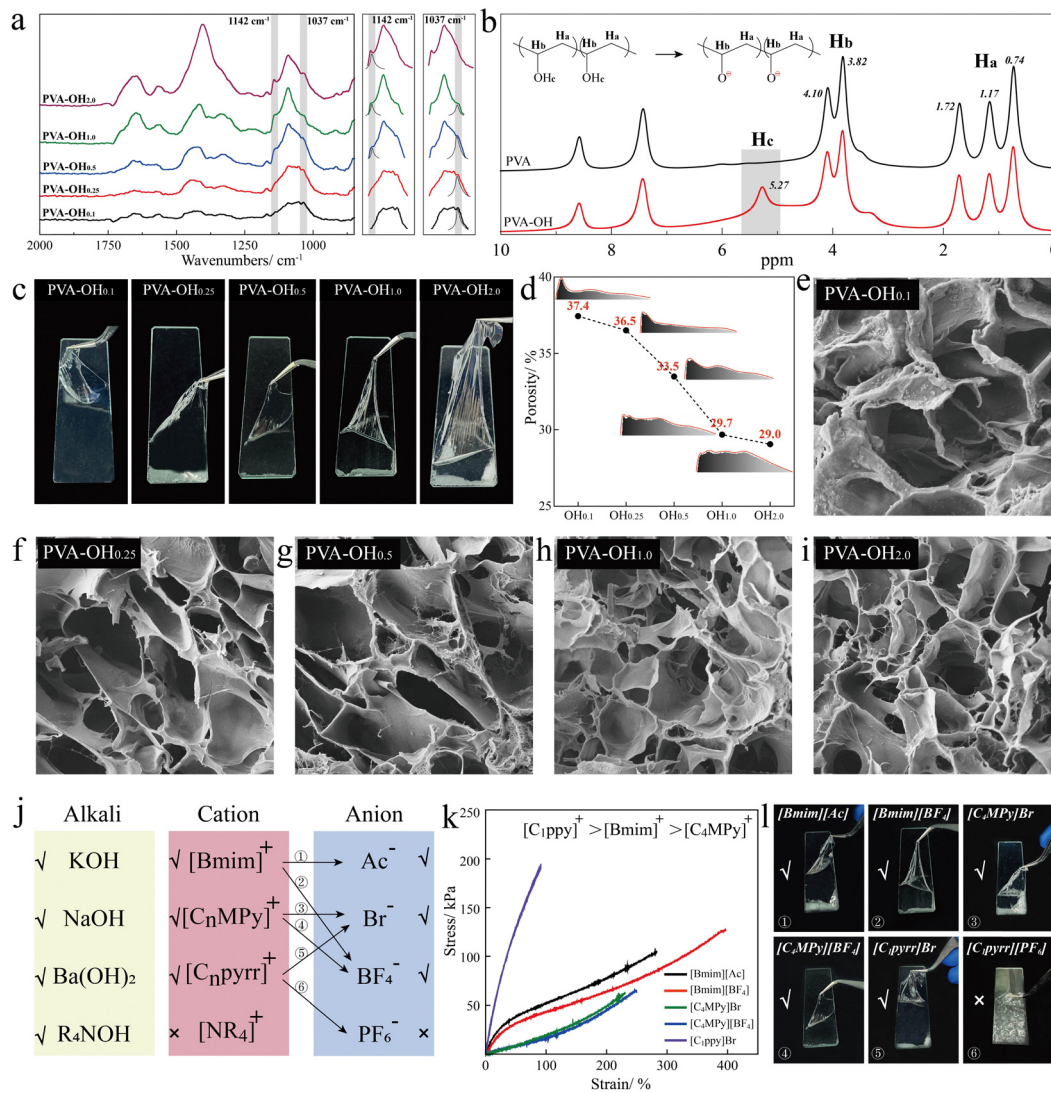 a
1142 cm-1
1037 cm-1
1142 cm-1
1037 cm-1
PVA-OH2.0
PVA-OH1.0
PVA-OH0.5
PVA-OH0.25
PVA-OH0.1
2000
1750
1500
1250
1000
Wavenumbers/ cm-1
b
Ha
Ha
Hb
Hb
OHc
OHc
Ha
Ha
Hb
Hb
O⊖
O⊖
Hb
3.82
4.10
Ha
0.74
1.17
1.72
PVA
Hc
5.27
PVA-OH
10
8
6
4
2
0
ppm
c
PVA-OH0.1
PVA-OH0.25
PVA-OH0.5
PVA-OH1.0
PVA-OH2.0
d
Porosity/ %
40
35
30
25
37.4
36.5
33.5
29.7
29.0
OH0.1
OH0.25
OH0.5
OH1.0
OH2.0
e
PVA-OH0.1
f
PVA-OH0.25
g
PVA-OH0.5
h
PVA-OH1.0
i
PVA-OH2.0
j
Alkali
Cation
Anion
√ KOH
√ [Bmim]+
① Ac- √
②
√ NaOH
√ [CnMPy]+
③
④
Br- √
√ Ba(OH)2
√ [Cnpyrr]+
⑤
⑥
BF4- √
√ R4NOH
× [NR4]+
PF6- ×
k
[C1ppy]+ > [Bmim]+ > [C4MPy]+
Stress/ kPa
250
200
150
100
50
0
[Bmim][Ac]
[Bmim][BF4]
[C4MPy]Br
[C4MPy][BF4]
[C1ppy]Br
0
100
200
300
400
Strain/ %
l
[Bmim][Ac]
√
①
[Bmim][BF4]
√
②
[C4MPy]Br
√
③
[C4MPy][BF4]
√
④
[C1pyrr]Br
√
⑤
[C1pyrr][PF6]
×
⑥